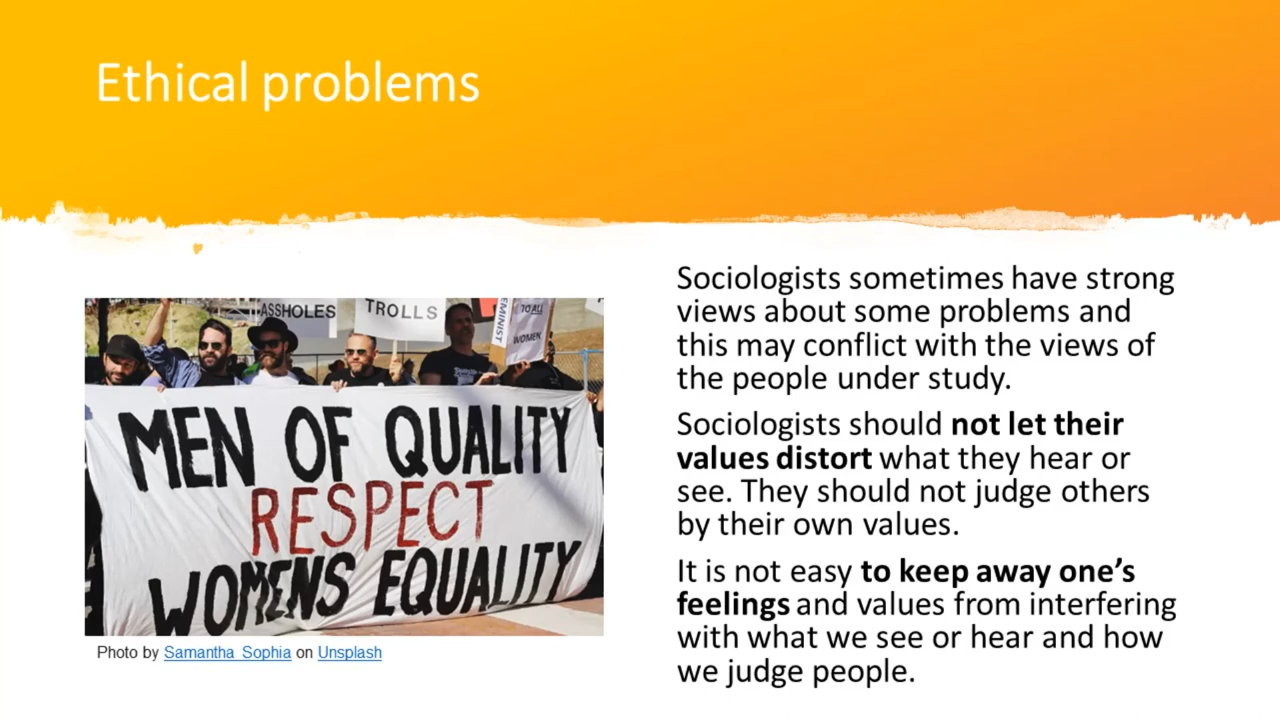 Ethical problems
ASSHOLES
TROLLS
FEMINIST
TO ALL
WOMEN
MEN OF QUALITY
RESPECT
WOMENS EQUALITY
Photo by Samantha Sophia on Unsplash
Sociologists sometimes have strong
views about some problems and
this may conflict with the views of
the people under study.
Sociologists should not let their
values distort what they hear or
see. They should not judge others
by their own values.
It is not easy to keep away one’s
feelings and values from interfering
with what we see or hear and how
we judge people.